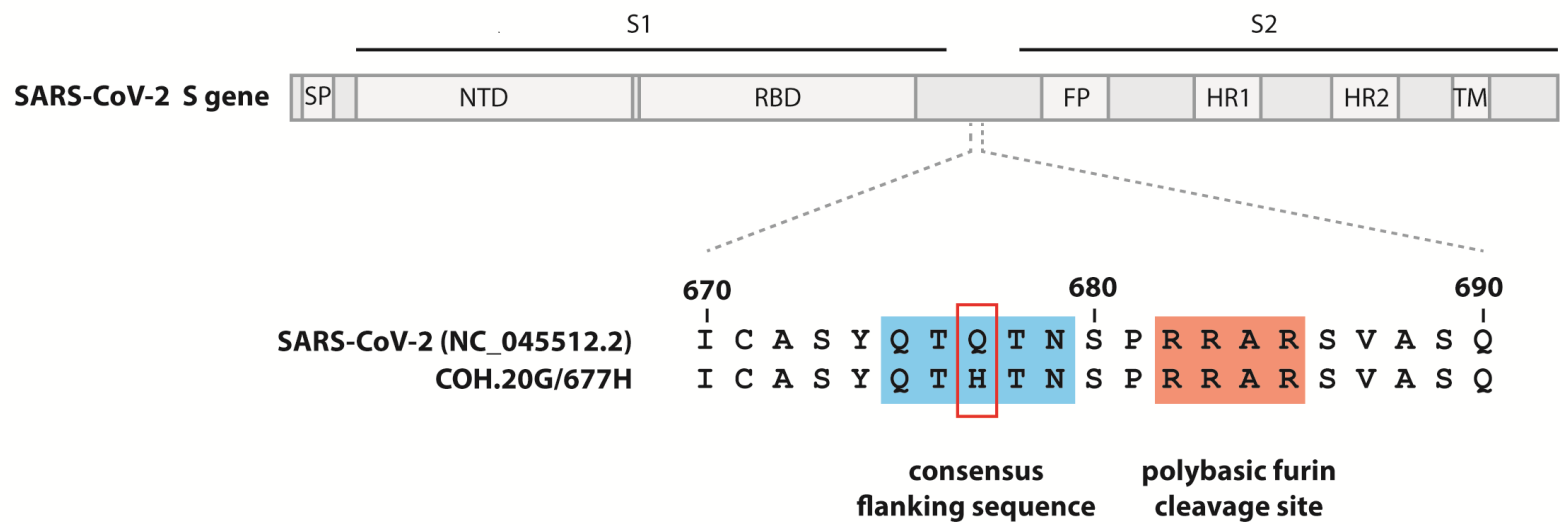 S1 S2
SARS-CoV-2 S gene SP NTD RBD FP HR1 HR2 TM
670 680 690
SARS-CoV-2 (NC_045512.2) I C A S Y Q T Q T N S P R R A R S V A S Q
COH.20G/677H I C A S Y Q T H T N S P R R A R S V A S Q
consensus polybasic furin
flanking sequence cleavage site